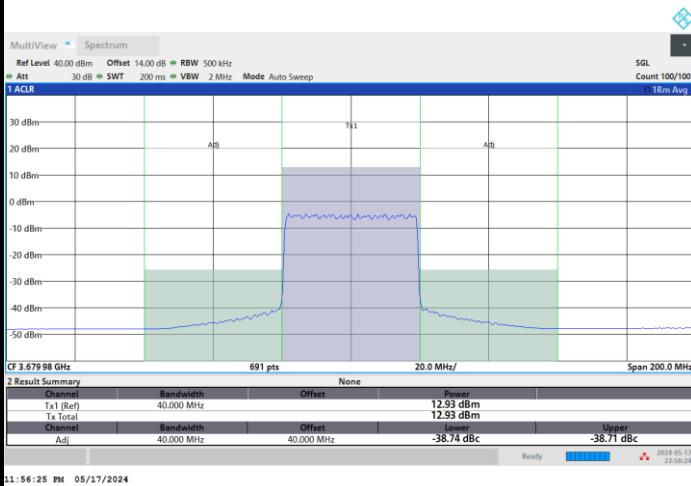 MultiView Spectrum
Ref Level 40.00 dBm Offset 14.00 dB RBW 500 kHz SGL
Att 30 dB SWT 200 ms VBW 2 MHz Mode Auto Sweep Count 100/100
1 ACLR 1Rm Avg
30 dBm
Tx1
20 dBm
Adj Adj
10 dBm
0 dBm
-10 dBm
-20 dBm
-30 dBm
-40 dBm
-50 dBm
CF 3.679 98 GHz 691 pts 20.0 MHz/ Span 200.0 MHz
2 Result Summary None
Channel Bandwidth Offset Power
Tx1 (Ref) 40.000 MHz 12.93 dBm
Tx Total 12.93 dBm
Channel Bandwidth Offset Lower Upper
Adj 40.000 MHz 40.000 MHz -38.74 dBc -38.71 dBc
Ready 2024-05-17
23:56:24
11:56:25 PM 05/17/2024